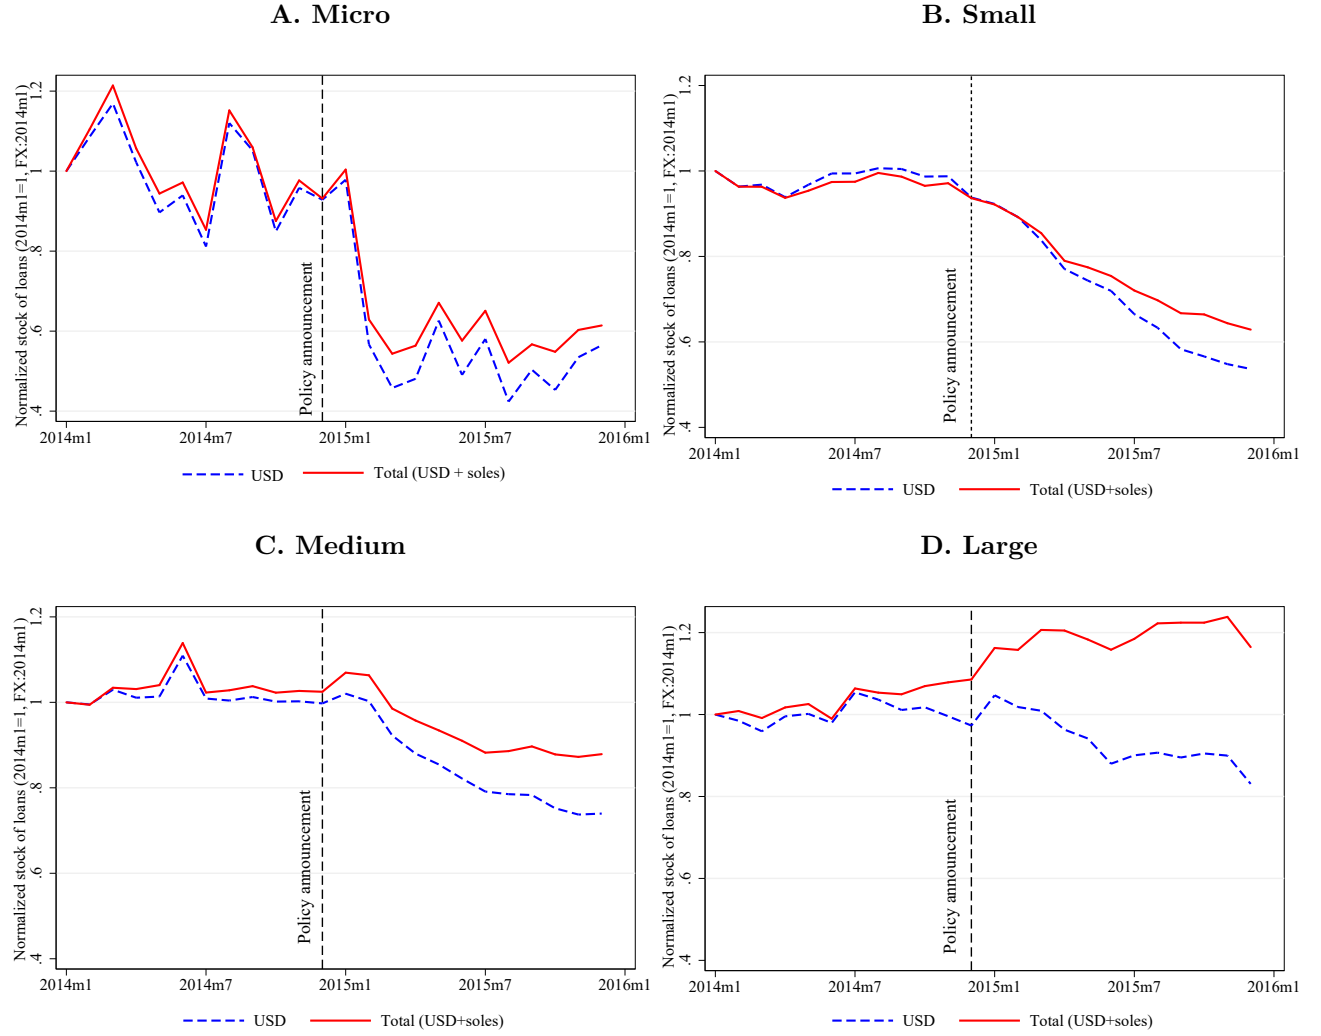 A. Micro
Normalized stock of loans (2014m1=1, FX:2014m1)
1.2
1
.8
.6
.4
Policy announcement
2014m1 2014m7 2015m1 2015m7 2016m1
USD Total (USD + soles)
B. Small
Normalized stock of loans (2014m1=1, FX:2014m1)
1.2
1
.8
.6
.4
Policy announcement
2014m1 2014m7 2015m1 2015m7 2016m1
USD Total (USD+soles)
C. Medium
Normalized stock of loans (2014m1=1, FX:2014m1)
1.2
1
.8
.6
.4
Policy announcement
2014m1 2014m7 2015m1 2015m7 2016m1
USD Total (USD+soles)
D. Large
Normalized stock of loans (2014m1=1, FX:2014m1)
1.2
1
.8
.6
.4
Policy announcement
2014m1 2014m7 2015m1 2015m7 2016m1
USD Total (USD+soles)